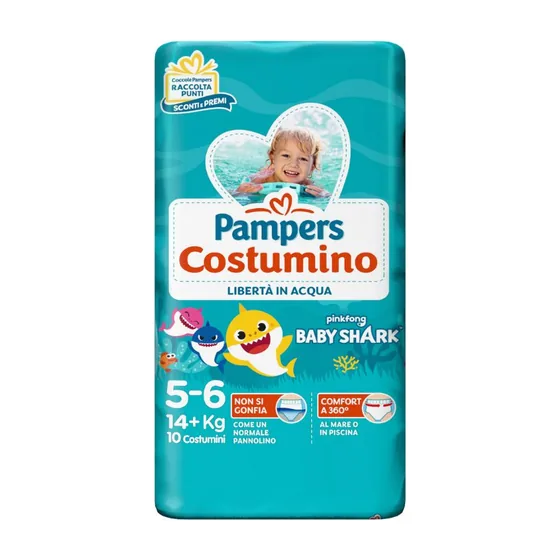 Coccole Pampers
RACCOLTA
PUNTI
SCONTI e PREMI
Pampers
Costumino
LIBERTÀ IN ACQUA
pinkfong
BABY SHARK
5-6
14+ Kg
10 Costumini
NON SI
GONFIA
COME UN
NORMALE
PANNOLINO
COMFORT
A 360°
AL MARE O
IN PISCINA